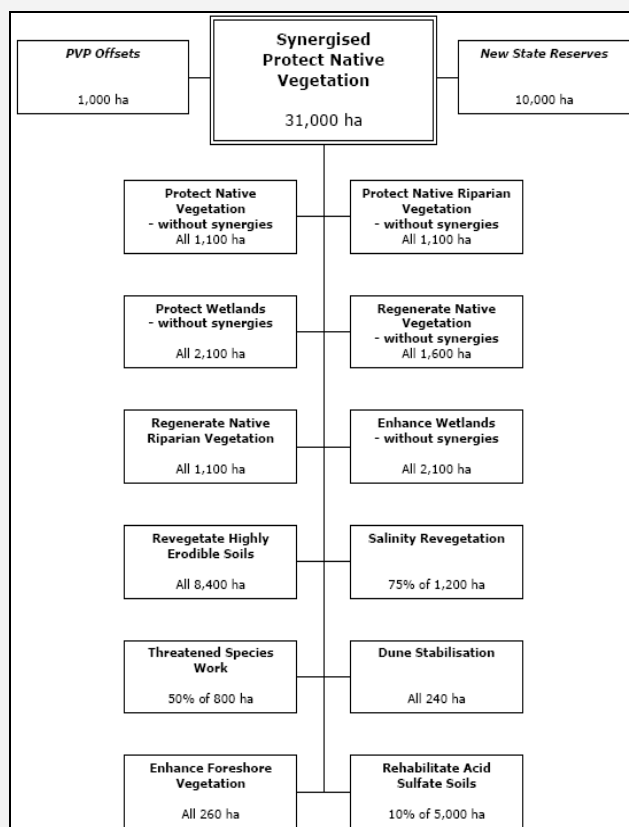 PVP Offsets
1,000 ha
Synergised
Protect Native
Vegetation
31,000 ha
New State Reserves
10,000 ha
Protect Native
Vegetation
- without synergies
All 1,100 ha
Protect Native Riparian
Vegetation
- without synergies
All 1,100 ha
Protect Wetlands
- without synergies
All 2,100 ha
Regenerate Native
Vegetation
- without synergies
All 1,600 ha
Regenerate Native
Riparian Vegetation
All 1,100 ha
Enhance Wetlands
- without synergies
All 2,100 ha
Revegetate Highly
Erodible Soils
All 8,400 ha
Salinity Revegetation
75% of 1,200 ha
Threatened Species
Work
50% of 800 ha
Dune Stabilisation
All 240 ha
Enhance Foreshore
Vegetation
All 260 ha
Rehabilitate Acid
Sulfate Soils
10% of 5,000 ha